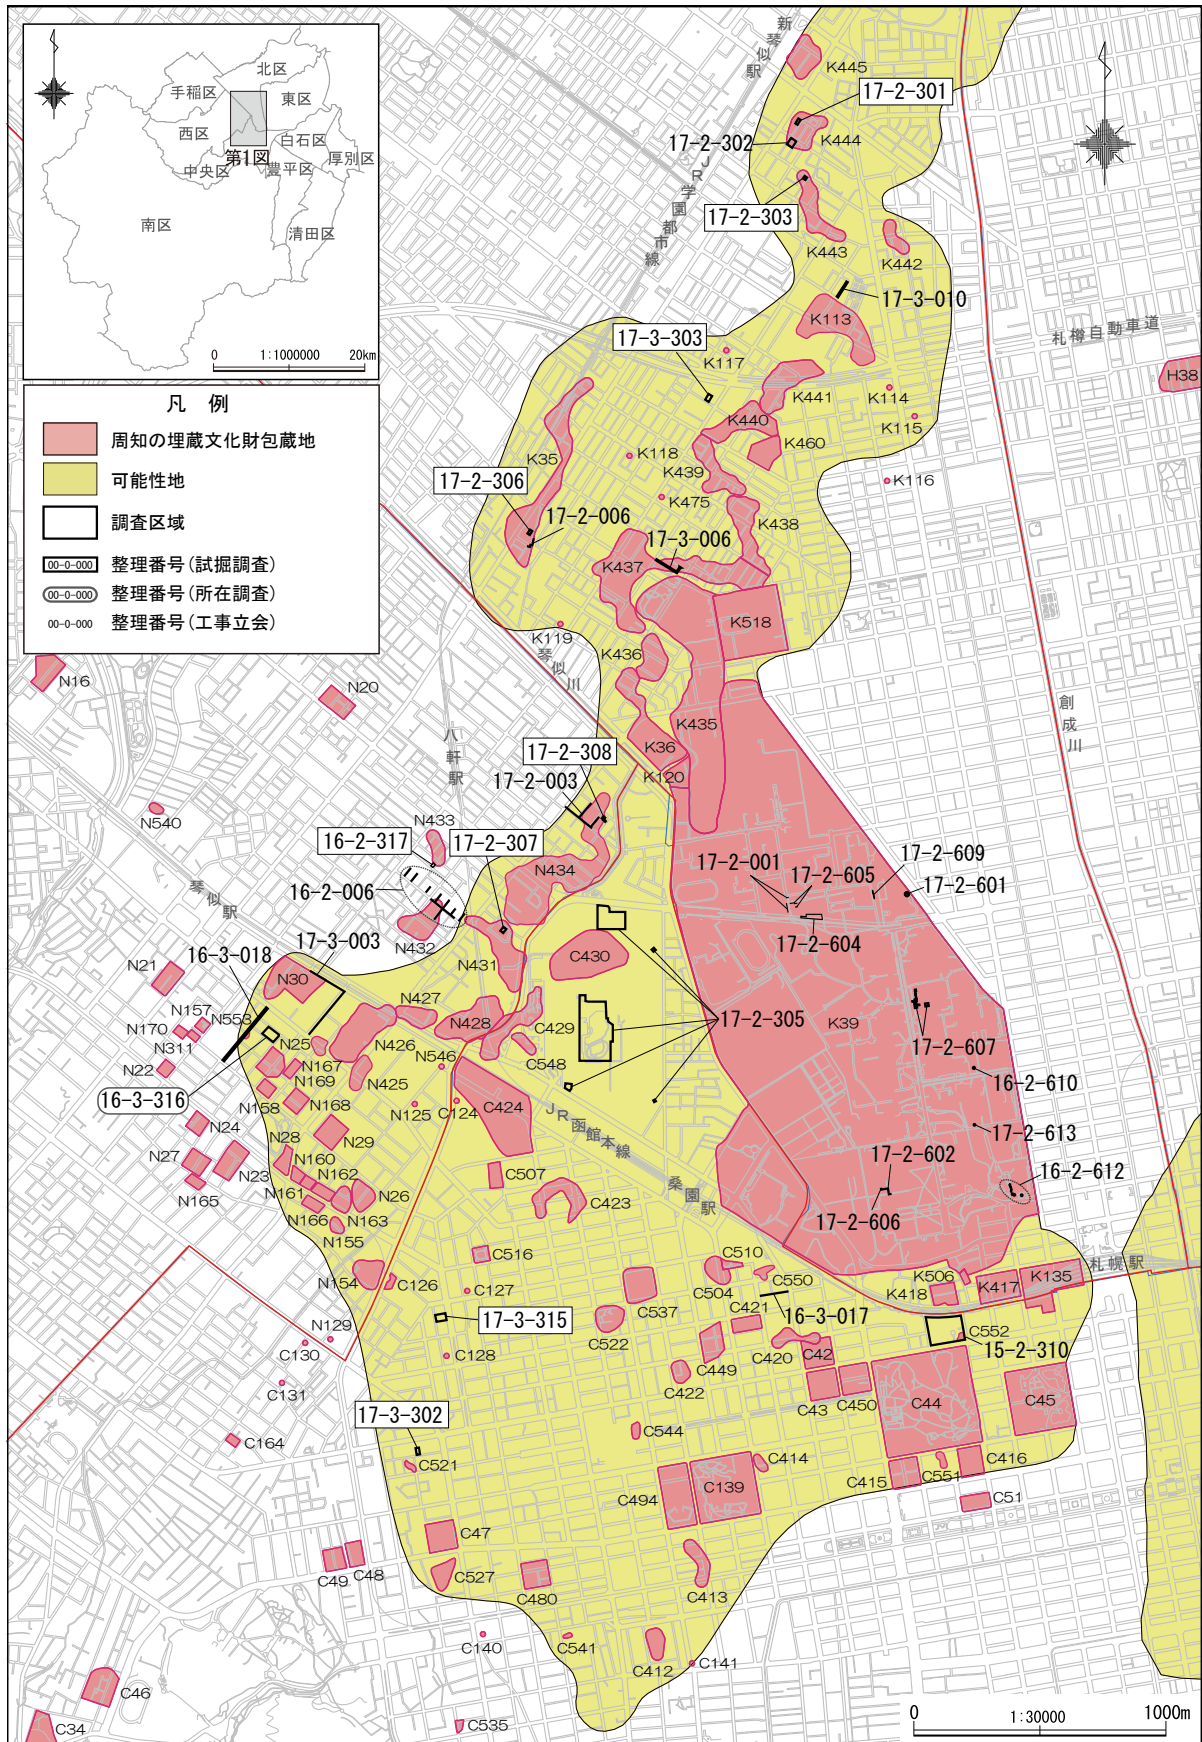 北区
手稲区
東区
西区
白石区
厚別区
第1図
中央区
豊平区
南区
清田区
0 1:1000000 20km
凡 例
周知の埋蔵文化財包蔵地
可能性地
調査区域
00-0-000 整理番号(試掘調査)
00-0-000 整理番号(所在調査)
00-0-000 整理番号(工事立会)
新琴似駅
K445
17-2-301
17-2-302
K444
JR学園都市線
17-2-303
K443
K442
17-3-010
K113
札樽自動車道
17-3-303
K117
H38
K441
K114
K440
K115
K460
K35
K118
K439
K116
17-2-306
K475
17-2-006
K438
17-3-006
K437
K518
K119
琴似川
K436
N16
N20
K435
創成川
八軒駅
K36
17-2-308
K120
17-2-003
N540
N433
16-2-317
17-2-307
17-2-609
17-2-001
17-2-605
N434
17-2-601
16-2-006
琴似駅
17-2-604
N432
17-3-003
16-3-018
N431
C430
N21
N30
N427
17-2-305
K39
N157
N553
N428
C429
N170
N25
N426
17-2-607
N311
C548
N167
N546
N22
N169
N425
16-2-610
16-3-316
N158
N168
N125
C124
C424
JR函館本線
N24
17-2-613
N28
N29
N160
17-2-602
N27
N23
N162
C507
桑園駅
16-2-612
N165
N161
N26
C423
N166
N163
17-2-606
N155
C516
C510
札幌駅
N154
C126
C127
C550
K506
K135
C504
K418
K417
C537
C421
16-3-017
17-3-315
C522
N129
C552
C130
C128
C449
C420
C42
15-2-310
C422
C131
C43
C450
C44
C45
17-3-302
C544
C164
C521
C414
C415
C551
C416
C494
C139
C51
C47
C49
C48
C527
C480
C413
C140
C541
C412
C141
C46
C34
C535
0 1:30000 1000m